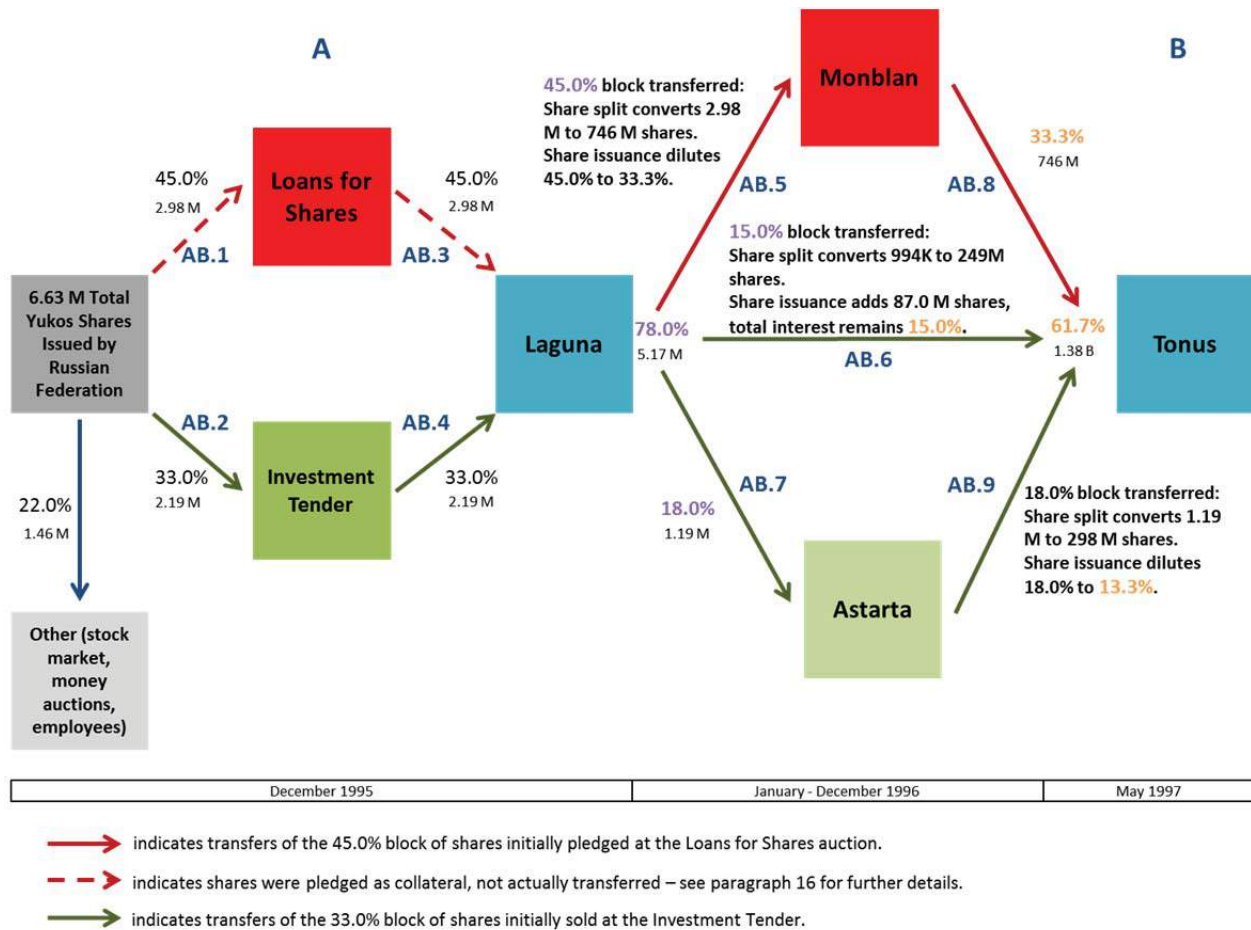 A
B
45.0% block transferred:
Share split converts 2.98
M to 746 M shares.
Share issuance dilutes
45.0% to 33.3%.
Monblan
33.3%
746 M
45.0%
2.98 M
Loans for
Shares
45.0%
2.98 M
AB.1
AB.3
AB.5
AB.8
15.0% block transferred:
Share split converts 994K to 249M
shares.
Share issuance adds 87.0 M shares,
total interest remains 15.0%.
6.63 M Total
Yukos Shares
Issued by
Russian
Federation
Laguna
78.0%
5.17 M
AB.6
61.7%
1.38 B
Tonus
AB.2
AB.4
33.0%
2.19 M
Investment
Tender
33.0%
2.19 M
22.0%
1.46 M
AB.7
AB.9
18.0%
1.19 M
18.0% block transferred:
Share split converts 1.19
M to 298 M shares.
Share issuance dilutes
18.0% to 13.3%.
Astarta
Other (stock
market,
money
auctions,
employees)
December 1995
January - December 1996
May 1997
indicates transfers of the 45.0% block of shares initially pledged at the Loans for Shares auction.
indicates shares were pledged as collateral, not actually transferred – see paragraph 16 for further details.
indicates transfers of the 33.0% block of shares initially sold at the Investment Tender.